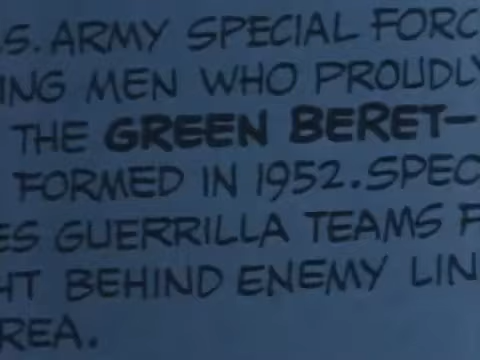 .S. ARMY SPECIAL FORC
ING MEN WHO PROUDLY
THE GREEN BERET—
FORMED IN 1952. SPEC
ES GUERRILLA TEAMS F
HT BEHIND ENEMY LIN
REA.